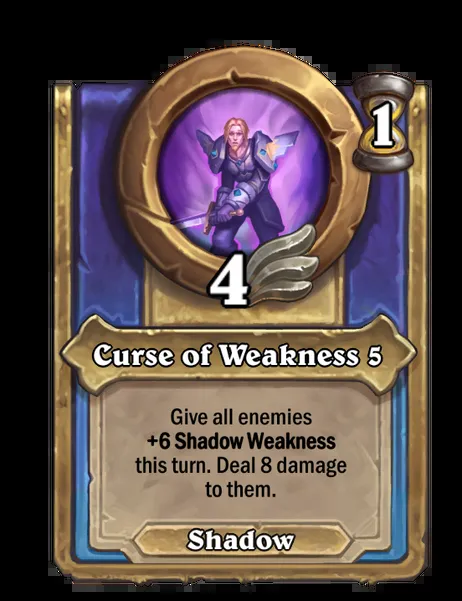 1
4
Curse of Weakness 5
Give all enemies
+6 Shadow Weakness
this turn. Deal 8 damage
to them.
Shadow